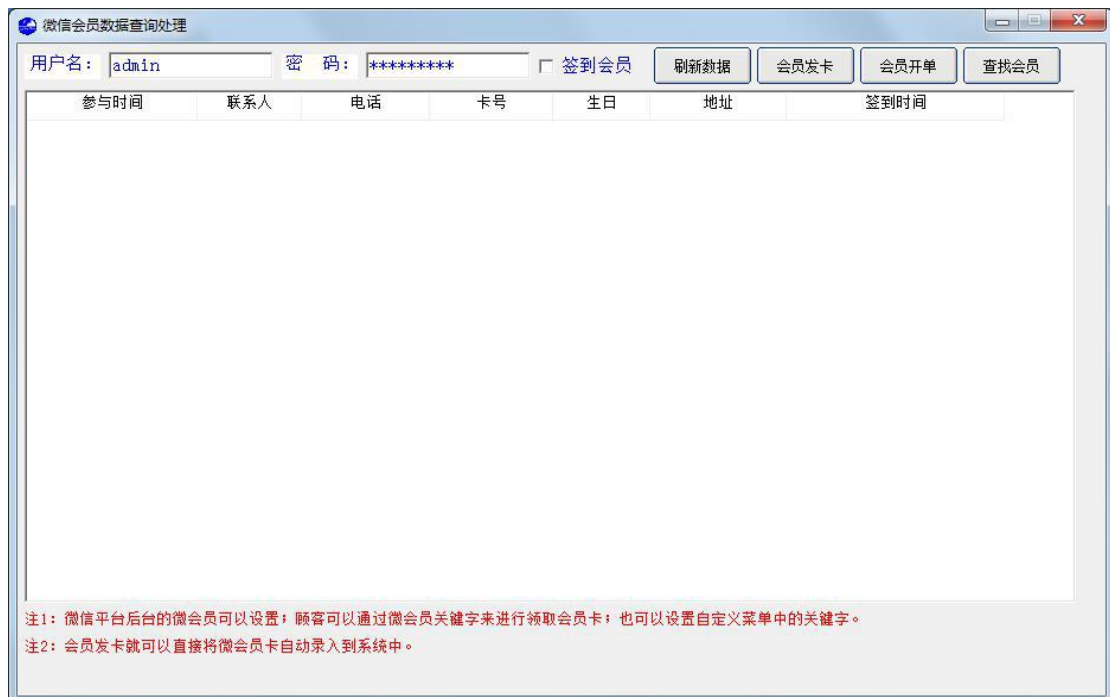 微信会员数据查询处理
用户名： admin 密 码： ********* 签到会员 刷新数据 会员发卡 会员开单 查找会员
参与时间 联系人 电话 卡号 生日 地址 签到时间
注1：微信平台后台的微会员可以设置；顾客可以通过微会员关键字来进行领取会员卡；也可以设置自定义菜单中的关键字。
注2：会员发卡就可以直接将微会员卡自动录入到系统中。